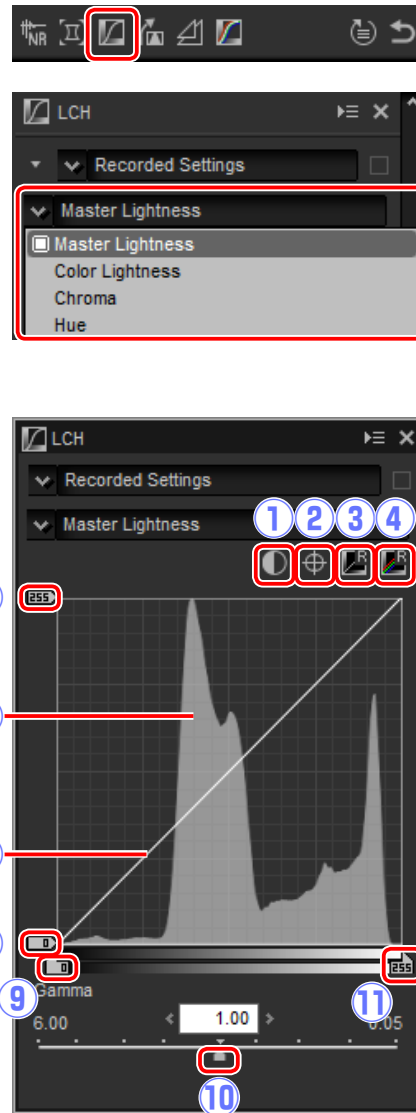 NR
LCH
Recorded Settings
Master Lightness
Master Lightness
Color Lightness
Chroma
Hue
LCH
Recorded Settings
Master Lightness
1 2 3 4
R R
255
0
0 255
9 11
Gamma
6.00 1.00 0.05
10